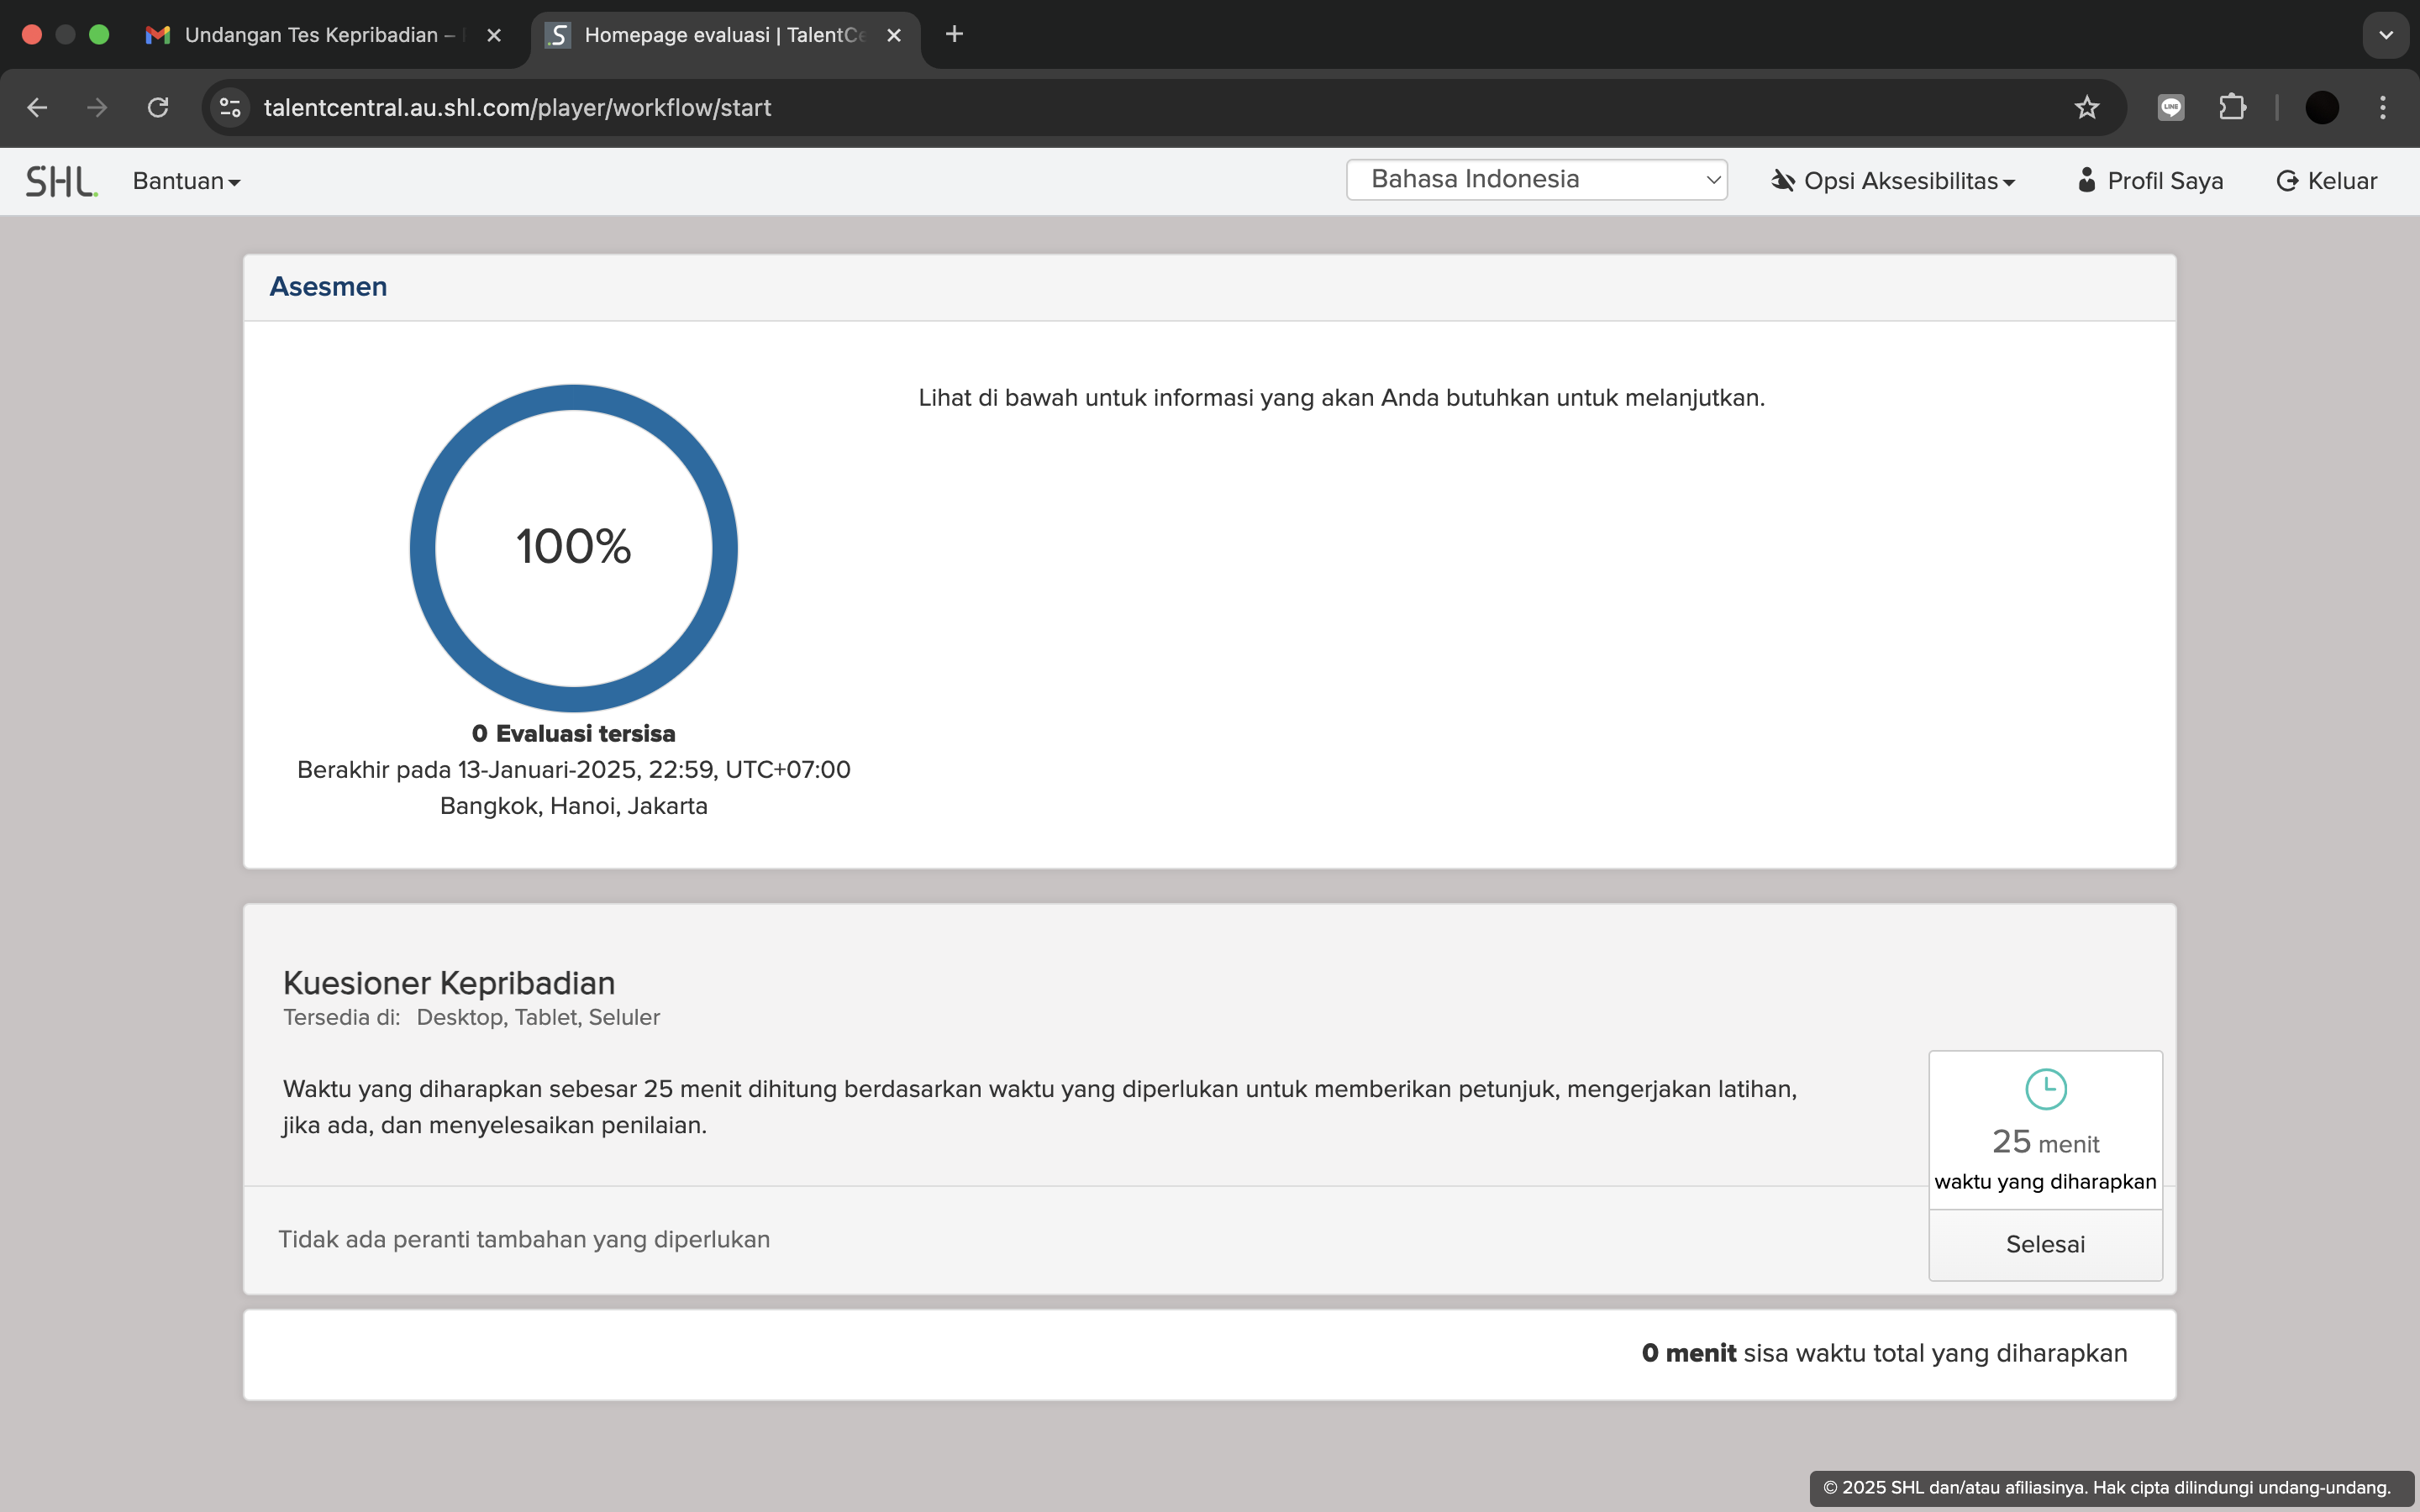 Undangan Tes Kepribadian –
Homepage evaluasi | TalentCe
talentcentral.au.shl.com/player/workflow/start
SHL.
Bantuan
Bahasa Indonesia
Opsi Aksesibilitas
Profil Saya
Keluar
Asesmen
100%
Lihat di bawah untuk informasi yang akan Anda butuhkan untuk melanjutkan.
0 Evaluasi tersisa
Berakhir pada 13-Januari-2025, 22:59, UTC+07:00
Bangkok, Hanoi, Jakarta
Kuesioner Kepribadian
Tersedia di: Desktop, Tablet, Seluler
Waktu yang diharapkan sebesar 25 menit dihitung berdasarkan waktu yang diperlukan untuk memberikan petunjuk, mengerjakan latihan,
jika ada, dan menyelesaikan penilaian.
25 menit
waktu yang diharapkan
Tidak ada peranti tambahan yang diperlukan
Selesai
0 menit sisa waktu total yang diharapkan
© 2025 SHL dan/atau afiliasinya. Hak cipta dilindungi undang-undang.